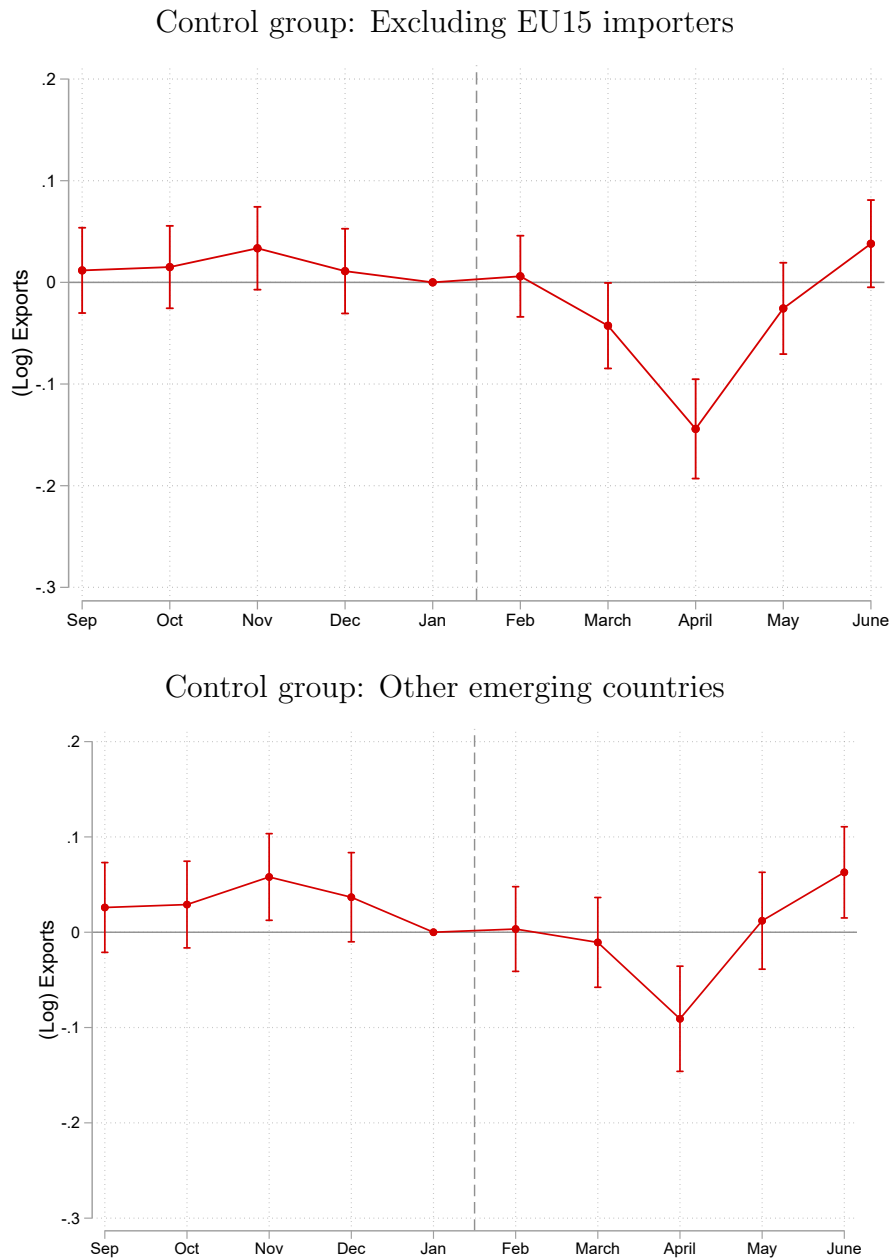 Control group: Excluding EU15 importers
.2
.1
0
-.1
-.2
-.3
(Log) Exports
Sep Oct Nov Dec Jan Feb March April May June
Control group: Other emerging countries
.2
.1
0
-.1
-.2
-.3
(Log) Exports
Sep Oct Nov Dec Jan Feb March April May June